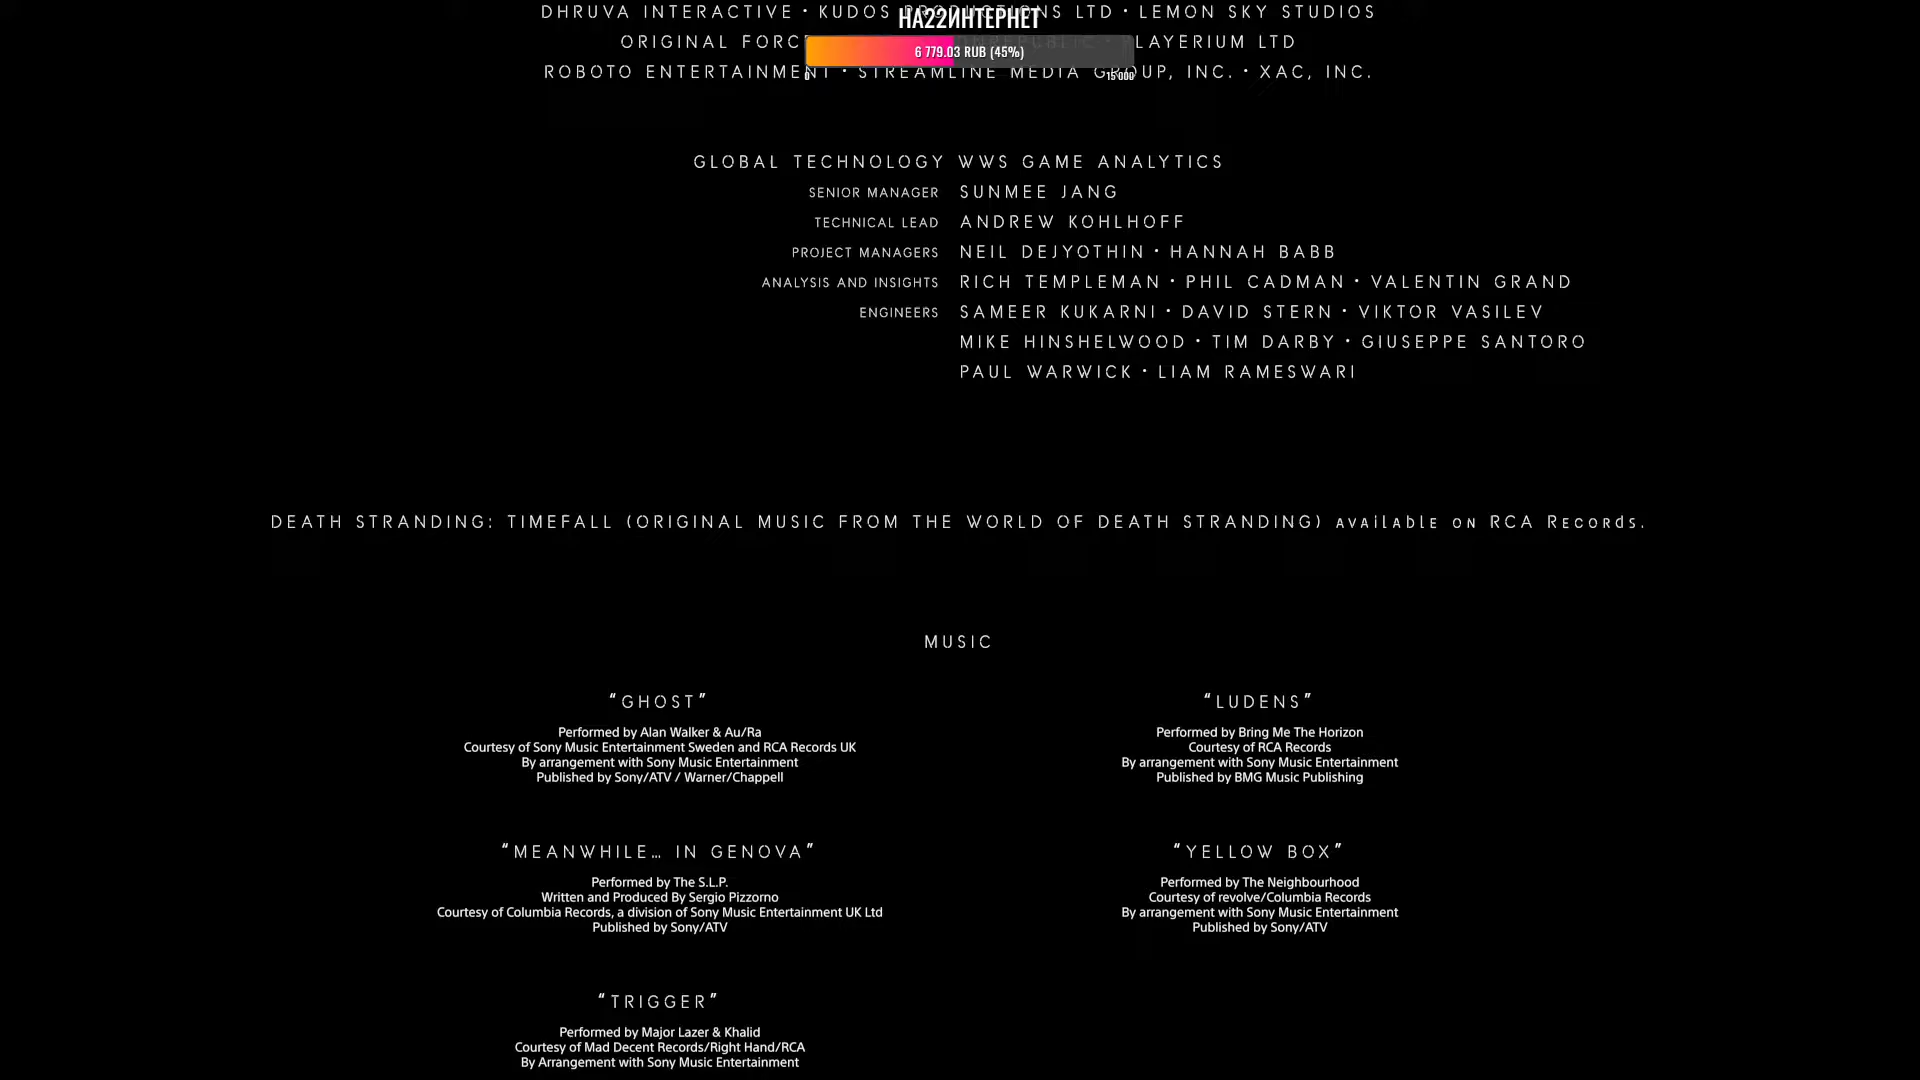 DHRUVA INTERACTIVE · KUDOS PRODUCTIONS LTD · LEMON SKY STUDIOS
НА22ИНТЕРНЕТ
ORIGINAL FORCE PLAYERIUM LTD
6 779.03 RUB (45%)
ROBOTO ENTERTAINMENT · STREAMLINE MEDIA GROUP, INC. · XAC, INC.
0 15 000
GLOBAL TECHNOLOGY WWS GAME ANALYTICS
SENIOR MANAGER SUNMEE JANG
TECHNICAL LEAD ANDREW KOHLHOFF
PROJECT MANAGERS NEIL DEJYOTHIN · HANNAH BABB
ANALYSIS AND INSIGHTS RICH TEMPLEMAN · PHIL CADMAN · VALENTIN GRAND
ENGINEERS SAMEER KUKARNI · DAVID STERN · VIKTOR VASILEV
MIKE HINSHELWOOD · TIM DARBY · GIUSEPPE SANTORO
PAUL WARWICK · LIAM RAMESWARI
DEATH STRANDING: TIMEFALL (ORIGINAL MUSIC FROM THE WORLD OF DEATH STRANDING) available on RCA Records.
MUSIC
“GHOST”
Performed by Alan Walker & Au/Ra
Courtesy of Sony Music Entertainment Sweden and RCA Records UK
By arrangement with Sony Music Entertainment
Published by Sony/ATV / Warner/Chappell
“LUDENS”
Performed by Bring Me The Horizon
Courtesy of RCA Records
By arrangement with Sony Music Entertainment
Published by BMG Music Publishing
“MEANWHILE… IN GENOVA”
Performed by The S.L.P.
Written and Produced By Sergio Pizzorno
Courtesy of Columbia Records, a division of Sony Music Entertainment UK Ltd
Published by Sony/ATV
“YELLOW BOX”
Performed by The Neighbourhood
Courtesy of revolve/Columbia Records
By arrangement with Sony Music Entertainment
Published by Sony/ATV
“TRIGGER”
Performed by Major Lazer & Khalid
Courtesy of Mad Decent Records/Right Hand/RCA
By Arrangement with Sony Music Entertainment